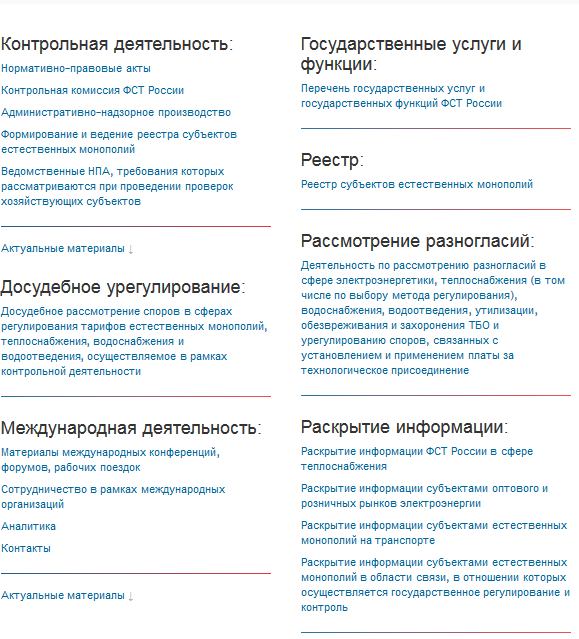 Контрольная деятельность:
Нормативно-правовые акты
Контрольная комиссия ФСТ России
Административно-надзорное производство
Формирование и ведение реестра субъектов
естественных монополий
Ведомственные НПА, требования которых
рассматриваются при проведении проверок
хозяйствующих субъектов
Актуальные материалы ↓
Досудебное урегулирование:
Досудебное рассмотрение споров в сферах
регулирования тарифов естественных монополий,
теплоснабжения, водоснабжения и
водоотведения, осуществляемое в рамках
контрольной деятельности
Международная деятельность:
Материалы международных конференций,
форумов, рабочих поездок
Сотрудничество в рамках международных
организаций
Аналитика
Контакты
Актуальные материалы ↓
Государственные услуги и
функции:
Перечень государственных услуг и
государственных функций ФСТ России
Реестр:
Реестр субъектов естественных монополий
Рассмотрение разногласий:
Деятельность по рассмотрению разногласий в
сфере электроэнергетики, теплоснабжения (в том
числе по выбору метода регулирования),
водоснабжения, водоотведения, утилизации,
обезвреживания и захоронения ТБО и
урегулированию споров, связанных с
установлением и применением платы за
технологическое присоединение
Раскрытие информации:
Раскрытие информации ФСТ России в сфере
теплоснабжения
Раскрытие информации субъектами оптового и
розничных рынков электроэнергии
Раскрытие информации субъектами естественных
монополий на транспорте
Раскрытие информации субъектами естественных
монополий в области связи, в отношении которых
осуществляется государственное регулирование и
контроль